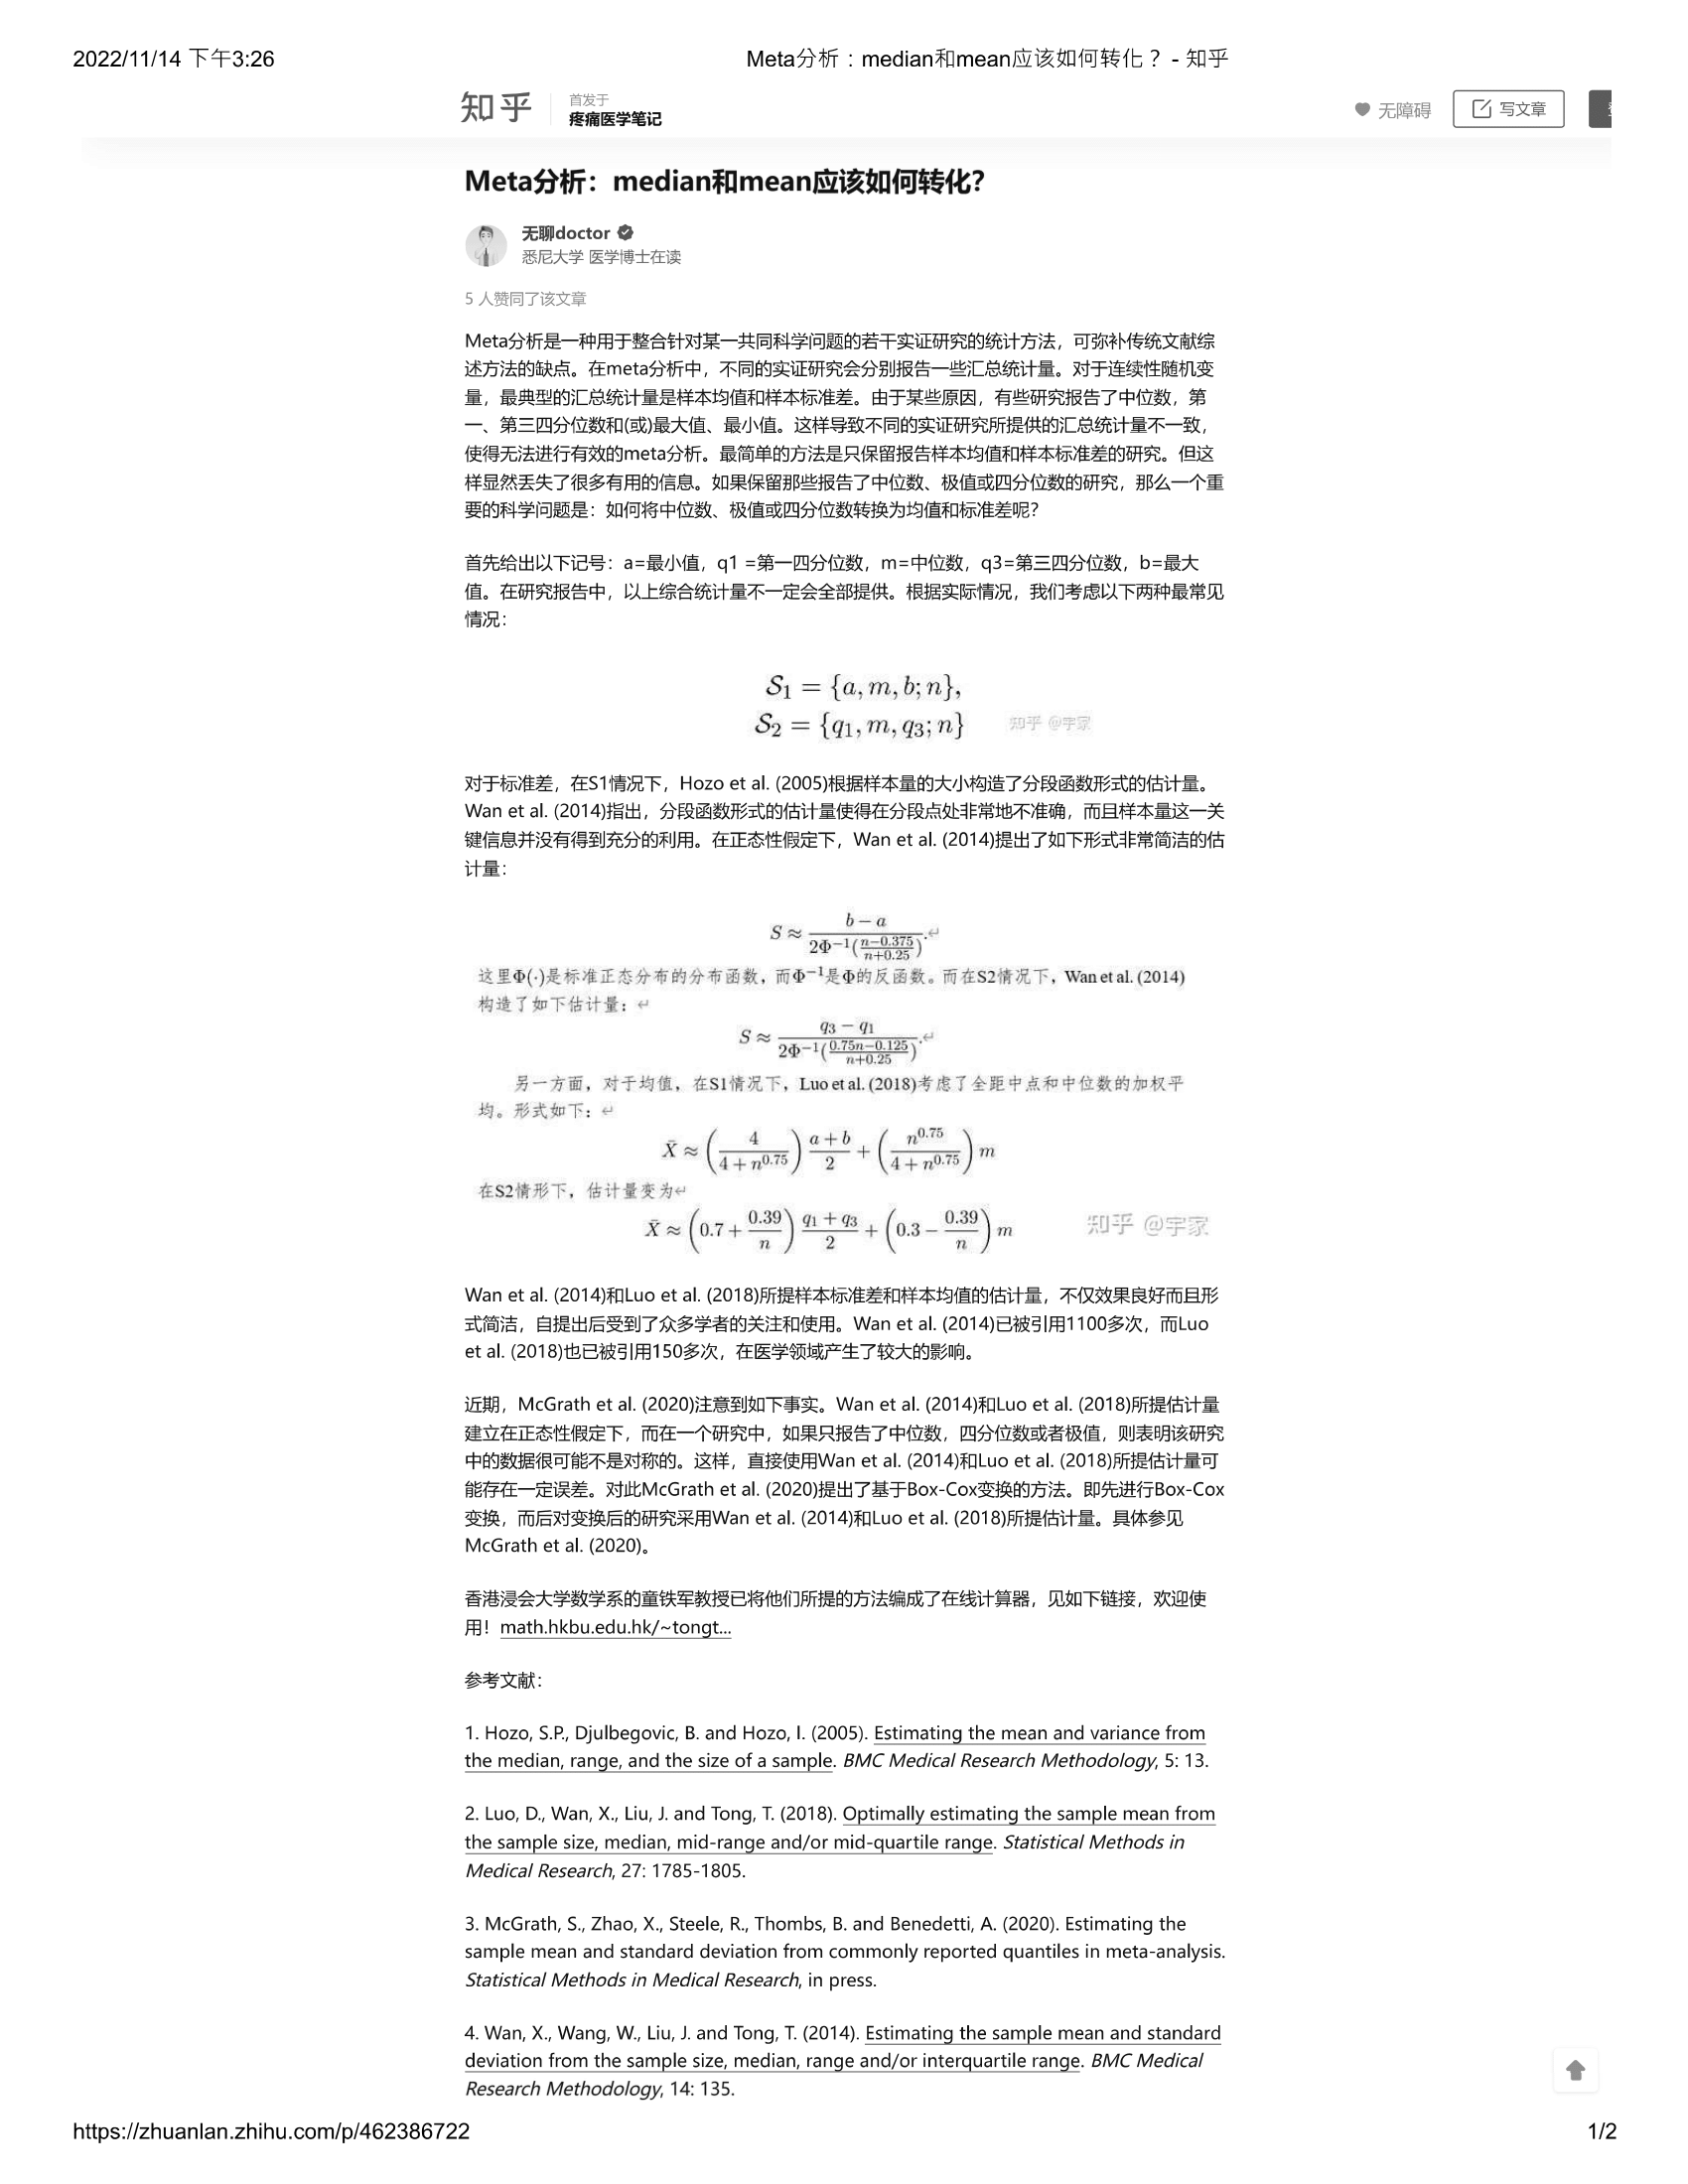 2022/11/14 下午3:26
Meta分析：median和mean应该如何转化？ - 知乎
知乎
首发于
疼痛医学笔记
无障碍
写文章
Meta分析：median和mean应该如何转化？
无聊doctor
悉尼大学 医学博士在读
5 人赞同了该文章
Meta分析是一种用于整合针对某一共同科学问题的若干实证研究的统计方法，可弥补传统文献综
述方法的缺点。在meta分析中，不同的实证研究会分别报告一些汇总统计量。对于连续性随机变
量，最典型的汇总统计量是样本均值和样本标准差。由于某些原因，有些研究报告了中位数，第
一、第三四分位数和(或)最大值、最小值。这样导致不同的实证研究所提供的汇总统计量不一致，
使得无法进行有效的meta分析。最简单的方法是只保留报告样本均值和样本标准差的研究。但这
样显然丢失了很多有用的信息。如果保留那些报告了中位数、极值或四分位数的研究，那么一个重
要的科学问题是：如何将中位数、极值或四分位数转换为均值和标准差呢？
首先给出以下记号：a=最小值，q1 =第一四分位数，m=中位数，q3=第三四分位数，b=最大
值。在研究报告中，以上综合统计量不一定会全部提供。根据实际情况，我们考虑以下两种最常见
情况：
S₁ = {a, m, b; n},
S₂ = {q₁, m, q₃; n}
知乎 @宇家
对于标准差，在S1情况下，Hozo et al. (2005)根据样本量的大小构造了分段函数形式的估计量。
Wan et al. (2014)指出，分段函数形式的估计量使得在分段点处非常地不准确，而且样本量这一关
键信息并没有得到充分的利用。在正态性假定下，Wan et al. (2014)提出了如下形式非常简洁的估
计量：
S ≈ (b − a) / (2Φ⁻¹((n−0.375)/(n+0.25))).↵
这里Φ(·)是标准正态分布的分布函数，而Φ⁻¹是Φ的反函数。而在S2情况下，Wan et al. (2014)
构造了如下估计量：↵
S ≈ (q₃ − q₁) / (2Φ⁻¹((0.75n−0.125)/(n+0.25))).↵
另一方面，对于均值，在S1情况下，Luo et al. (2018)考虑了全距中点和中位数的加权平
均。形式如下：↵
X̄ ≈ (4 / (4 + n^0.75)) (a + b)/2 + (n^0.75 / (4 + n^0.75)) m
在S2情形下，估计量变为↵
X̄ ≈ (0.7 + 0.39/n) (q₁ + q₃)/2 + (0.3 − 0.39/n) m
知乎 @宇家
Wan et al. (2014)和Luo et al. (2018)所提样本标准差和样本均值的估计量，不仅效果良好而且形
式简洁，自提出后受到了众多学者的关注和使用。Wan et al. (2014)已被引用1100多次，而Luo
et al. (2018)也已被引用150多次，在医学领域产生了较大的影响。
近期，McGrath et al. (2020)注意到如下事实。Wan et al. (2014)和Luo et al. (2018)所提估计量
建立在正态性假定下，而在一个研究中，如果只报告了中位数，四分位数或者极值，则表明该研究
中的数据很可能不是对称的。这样，直接使用Wan et al. (2014)和Luo et al. (2018)所提估计量可
能存在一定误差。对此McGrath et al. (2020)提出了基于Box-Cox变换的方法。即先进行Box-Cox
变换，而后对变换后的研究采用Wan et al. (2014)和Luo et al. (2018)所提估计量。具体参见
McGrath et al. (2020)。
香港浸会大学数学系的童铁军教授已将他们所提的方法编成了在线计算器，见如下链接，欢迎使
用！math.hkbu.edu.hk/~tongt...
参考文献：
1. Hozo, S.P., Djulbegovic, B. and Hozo, I. (2005). Estimating the mean and variance from
the median, range, and the size of a sample. BMC Medical Research Methodology, 5: 13.
2. Luo, D., Wan, X., Liu, J. and Tong, T. (2018). Optimally estimating the sample mean from
the sample size, median, mid-range and/or mid-quartile range. Statistical Methods in
Medical Research, 27: 1785-1805.
3. McGrath, S., Zhao, X., Steele, R., Thombs, B. and Benedetti, A. (2020). Estimating the
sample mean and standard deviation from commonly reported quantiles in meta-analysis.
Statistical Methods in Medical Research, in press.
4. Wan, X., Wang, W., Liu, J. and Tong, T. (2014). Estimating the sample mean and standard
deviation from the sample size, median, range and/or interquartile range. BMC Medical
Research Methodology, 14: 135.
https://zhuanlan.zhihu.com/p/462386722
1/2